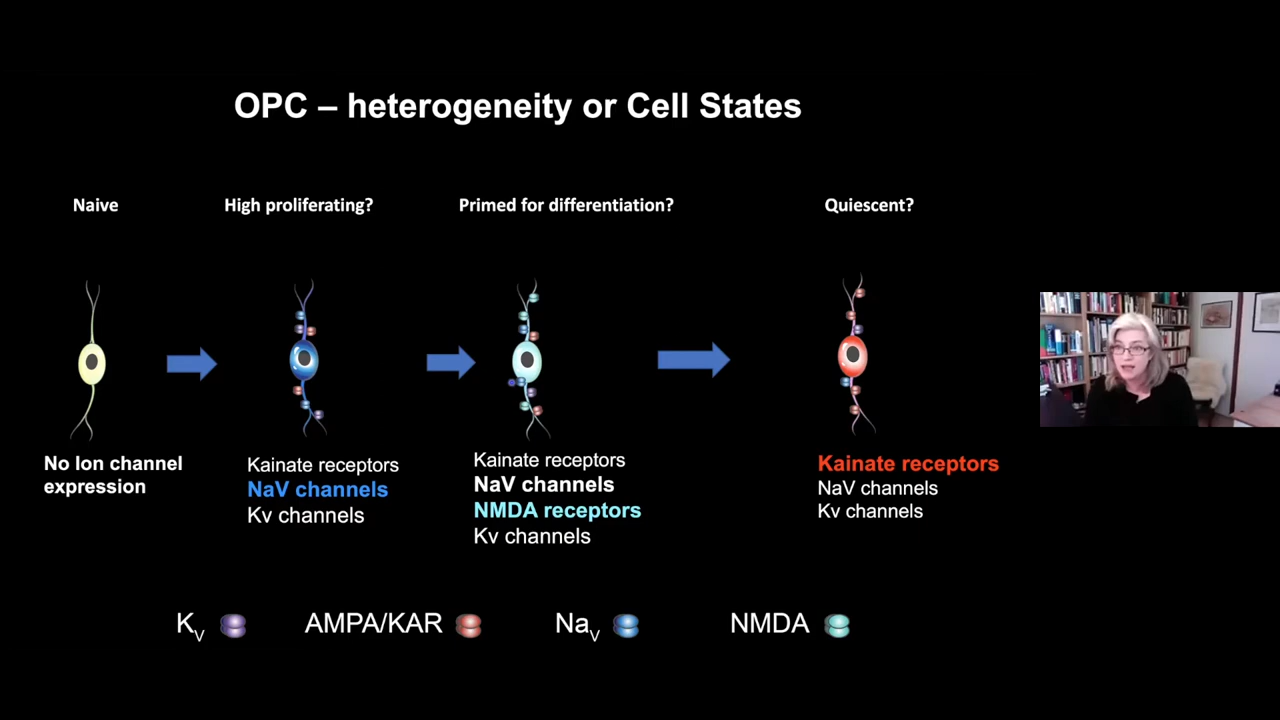 OPC – heterogeneity or Cell States
Naive
High proliferating?
Primed for differentiation?
Quiescent?
No Ion channel
expression
Kainate receptors
NaV channels
Kv channels
Kainate receptors
NaV channels
NMDA receptors
Kv channels
Kainate receptors
NaV channels
Kv channels
KV AMPA/KAR NaV NMDA